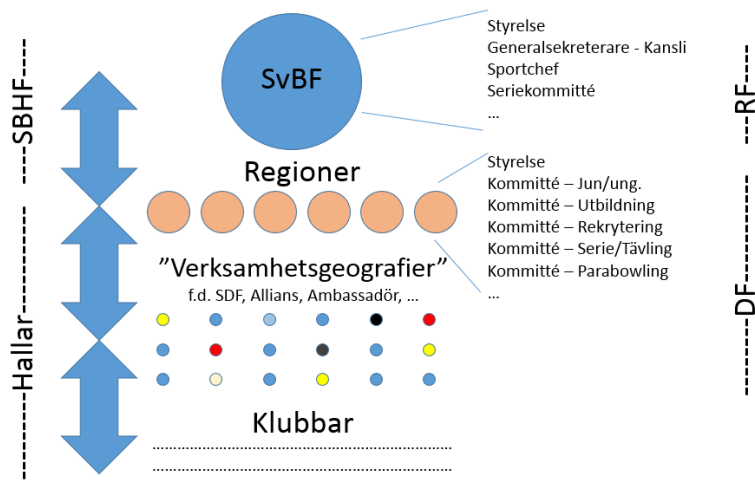 SvBF
Styrelse
Generalsekreterare - Kansli
Sportchef
Seriekommitté
...
Regioner
Styrelse
Kommitté – Jun/ung.
Kommitté – Utbildning
Kommitté – Rekrytering
Kommitté – Serie/Tävling
Kommitté – Parabowling
...
”Verksamhetsgeografier”
f.d. SDF, Allians, Ambassadör, ...
Klubbar
SBHF
Hallar
RF
DF